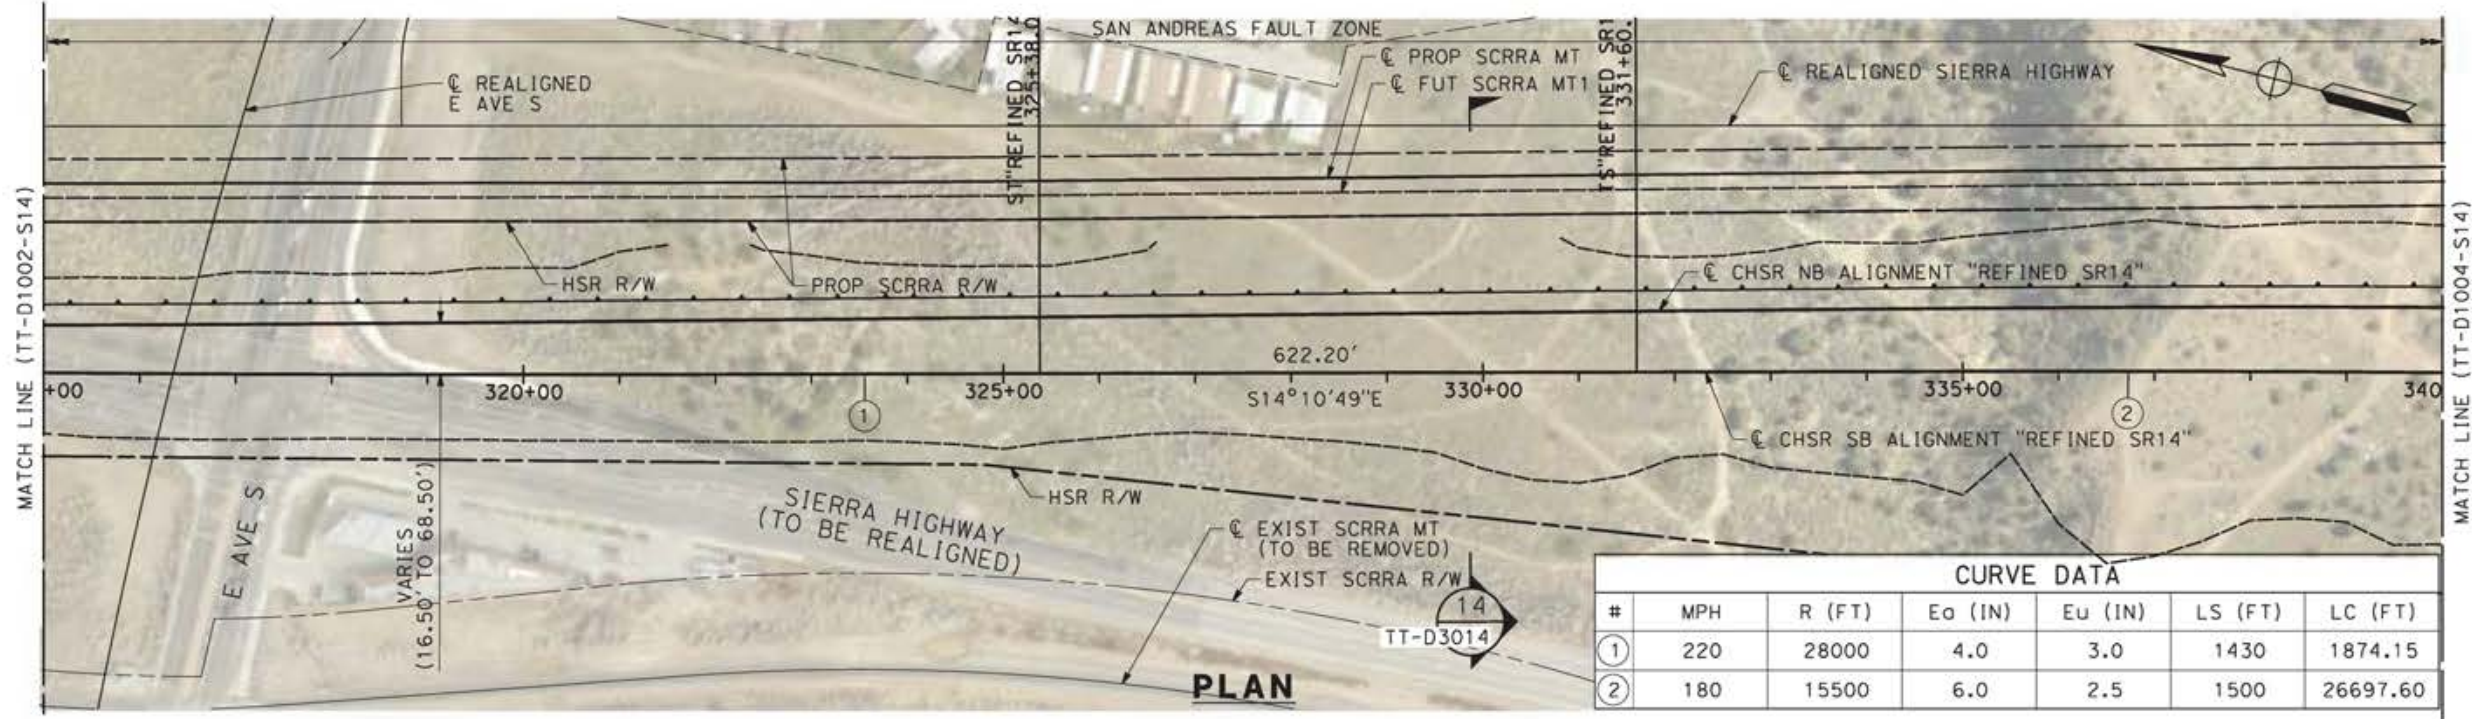 SAN ANDREAS FAULT ZONE
℄ PROP SCRRA MT
℄ FUT SCRRA MT1
℄ REALIGNED SIERRA HIGHWAY
℄ REALIGNED
E AVE S
ST"REFINED SR14
325+38.0
TS"REFINED SR1
331+60.
MATCH LINE (TT-D1002-S14)
MATCH LINE (TT-D1004-S14)
HSR R/W
PROP SCRRA R/W
℄ CHSR NB ALIGNMENT "REFINED SR14"
622.20'
+00
320+00
325+00
S14°10'49"E
330+00
335+00
340
1
2
℄ CHSR SB ALIGNMENT "REFINED SR14"
HSR R/W
E AVE S
VARIES
(16.50' TO 68.50')
SIERRA HIGHWAY
(TO BE REALIGNED)
℄ EXIST SCRRA MT
(TO BE REMOVED)
EXIST SCRRA R/W
14
TT-D3014
PLAN
CURVE DATA
# MPH R (FT) Ea (IN) Eu (IN) LS (FT) LC (FT)
1 220 28000 4.0 3.0 1430 1874.15
2 180 15500 6.0 2.5 1500 26697.60